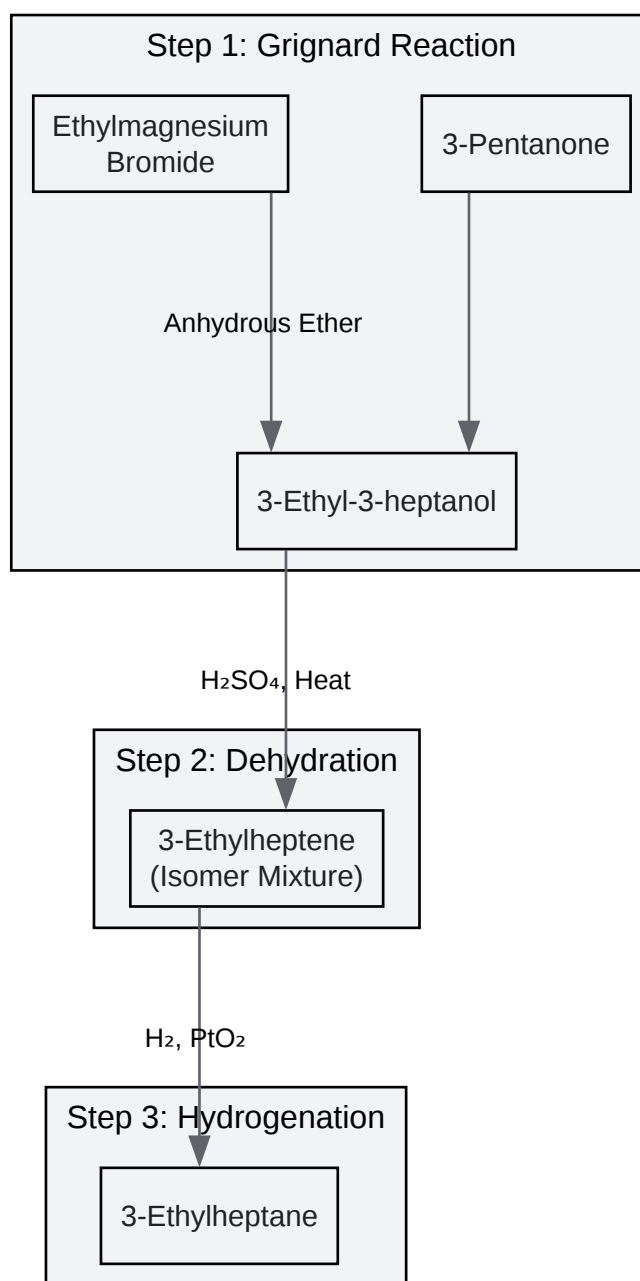 Step 1: Grignard Reaction
Ethylmagnesium
Bromide
3-Pentanone
Anhydrous Ether
3-Ethyl-3-heptanol
H₂SO₄, Heat
Step 2: Dehydration
3-Ethylheptene
(Isomer Mixture)
H₂, PtO₂
Step 3: Hydrogenation
3-Ethylheptane